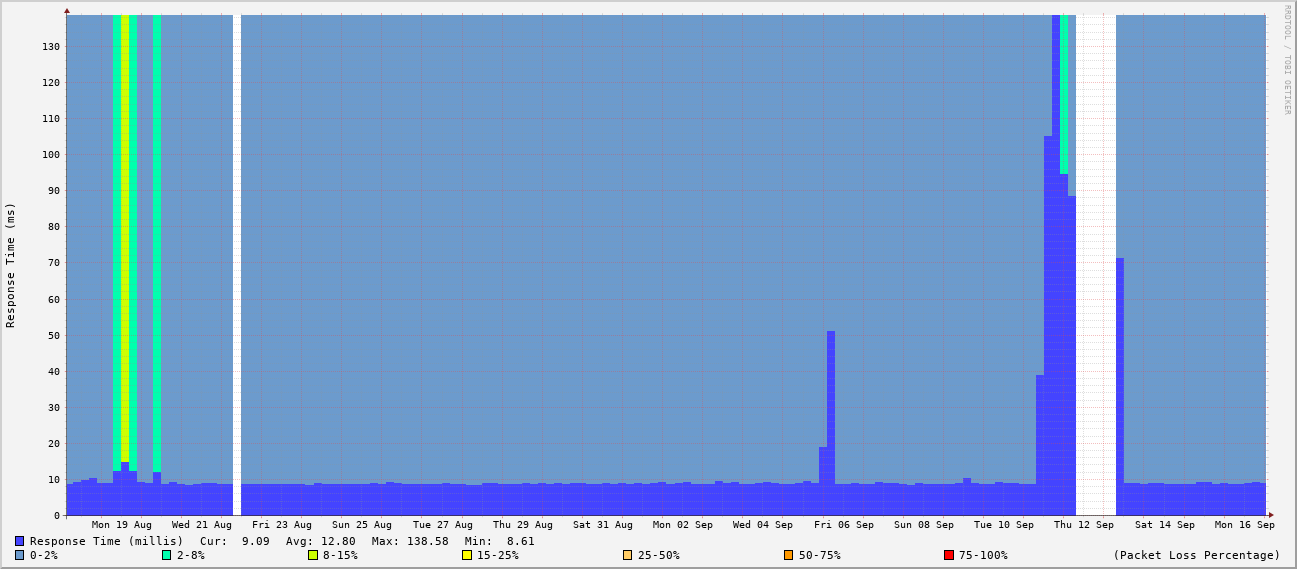 RRDTOOL / TOBI OETIKER
Response Time (ms)
130
120
110
100
90
80
70
60
50
40
30
20
10
0
Mon 19 Aug Wed 21 Aug Fri 23 Aug Sun 25 Aug Tue 27 Aug Thu 29 Aug Sat 31 Aug Mon 02 Sep Wed 04 Sep Fri 06 Sep Sun 08 Sep Tue 10 Sep Thu 12 Sep Sat 14 Sep Mon 16 Sep
Response Time (millis) Cur: 9.09 Avg: 12.80 Max: 138.58 Min: 8.61
0-2% 2-8% 8-15% 15-25% 25-50% 50-75% 75-100% (Packet Loss Percentage)